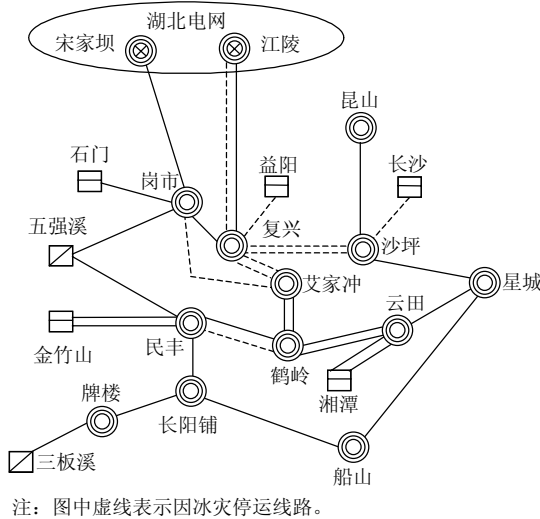 湖北电网
宋家坝
江陵
昆山
石门
岗市
益阳
长沙
五强溪
复兴
沙坪
艾家冲
星城
云田
金竹山
民丰
鹤岭
湘潭
牌楼
长阳铺
三板溪
船山
注：图中虚线表示因冰灾停运线路。